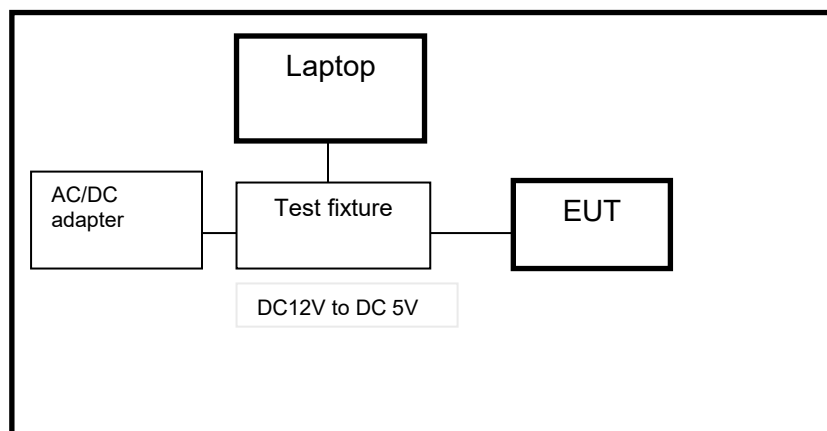 Laptop
AC/DC
adapter
Test fixture
EUT
DC12V to DC 5V